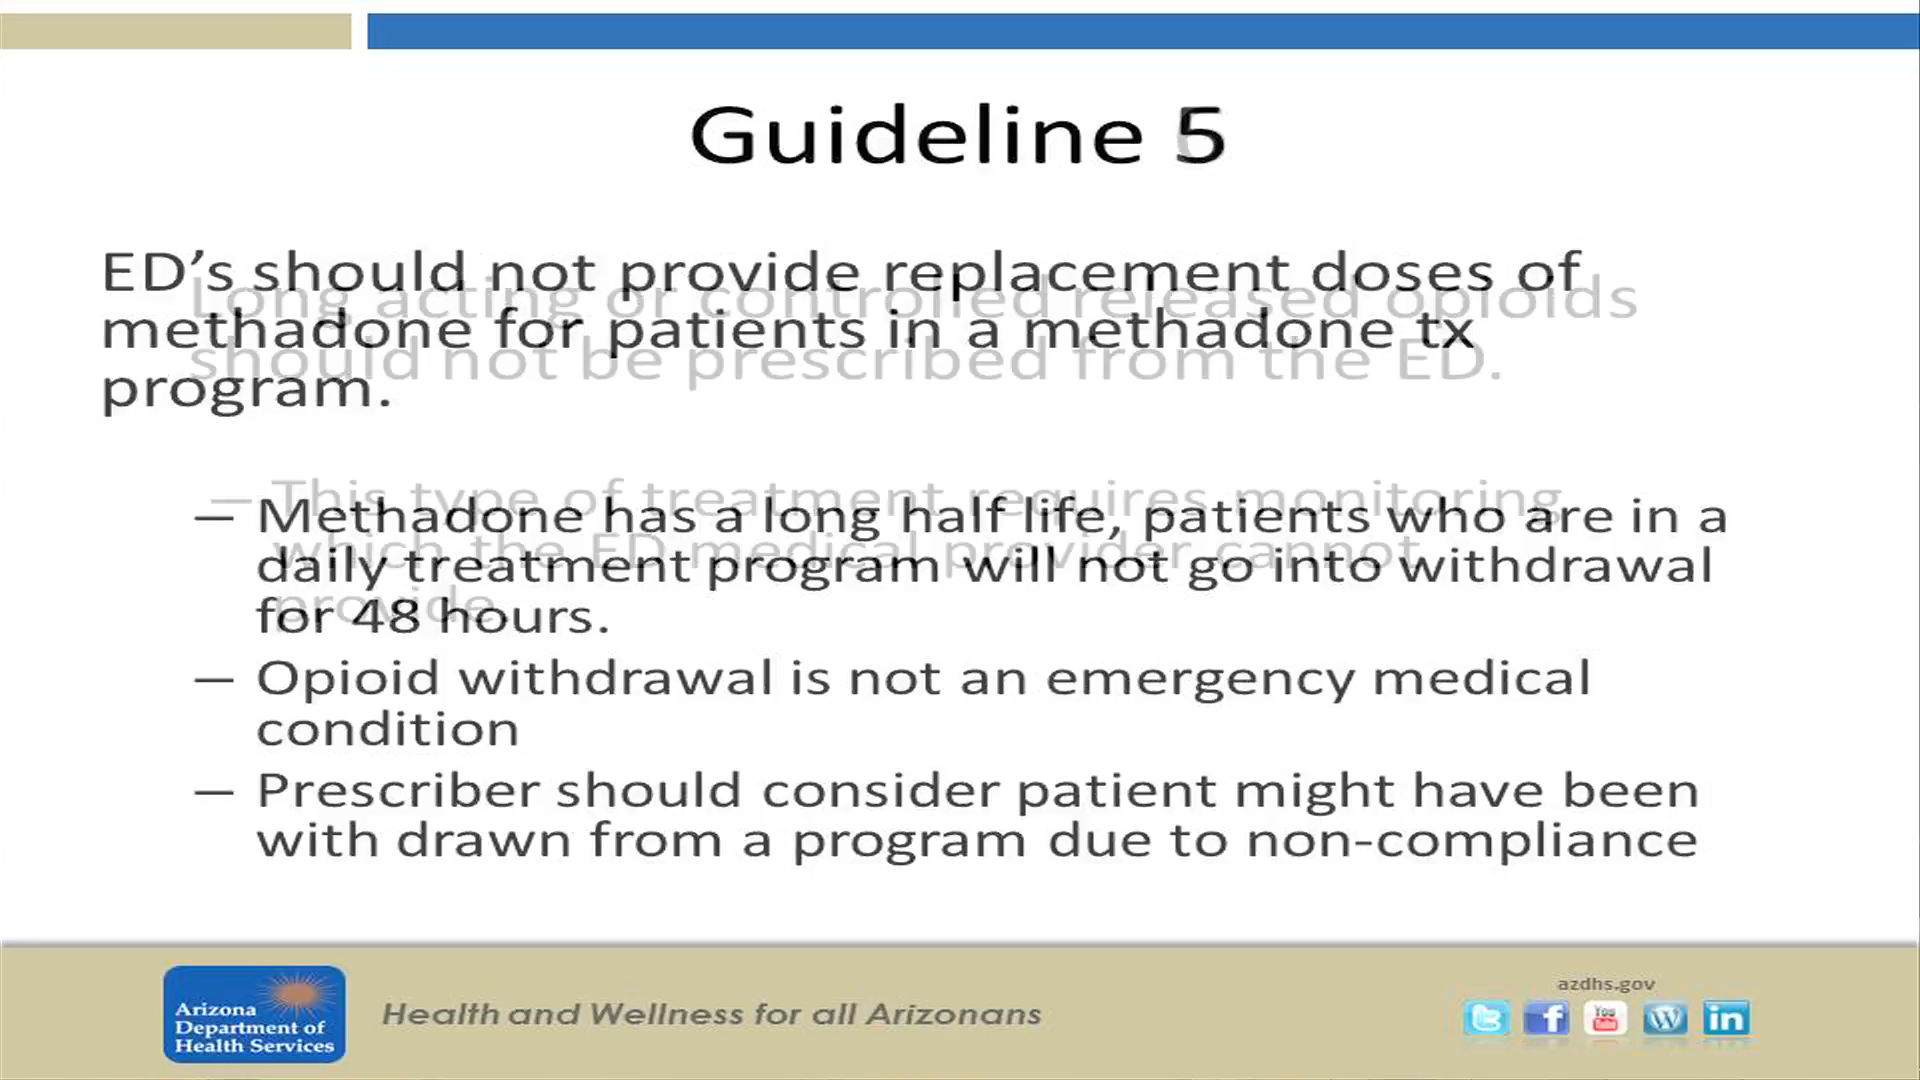 Guideline 5
ED's should not provide replacement doses of
methadone for patients in a methadone tx
program.
Long acting or controlled released opioids
should not be prescribed from the ED.
— Methadone has a long half life, patients who are in a
daily treatment program will not go into withdrawal
for 48 hours.
— This type of treatment requires monitoring
which the ED medical provider cannot
provide.
— Opioid withdrawal is not an emergency medical
condition
— Prescriber should consider patient might have been
with drawn from a program due to non-compliance
Arizona
Department of
Health Services
Health and Wellness for all Arizonans
azdhs.gov
You
Tube